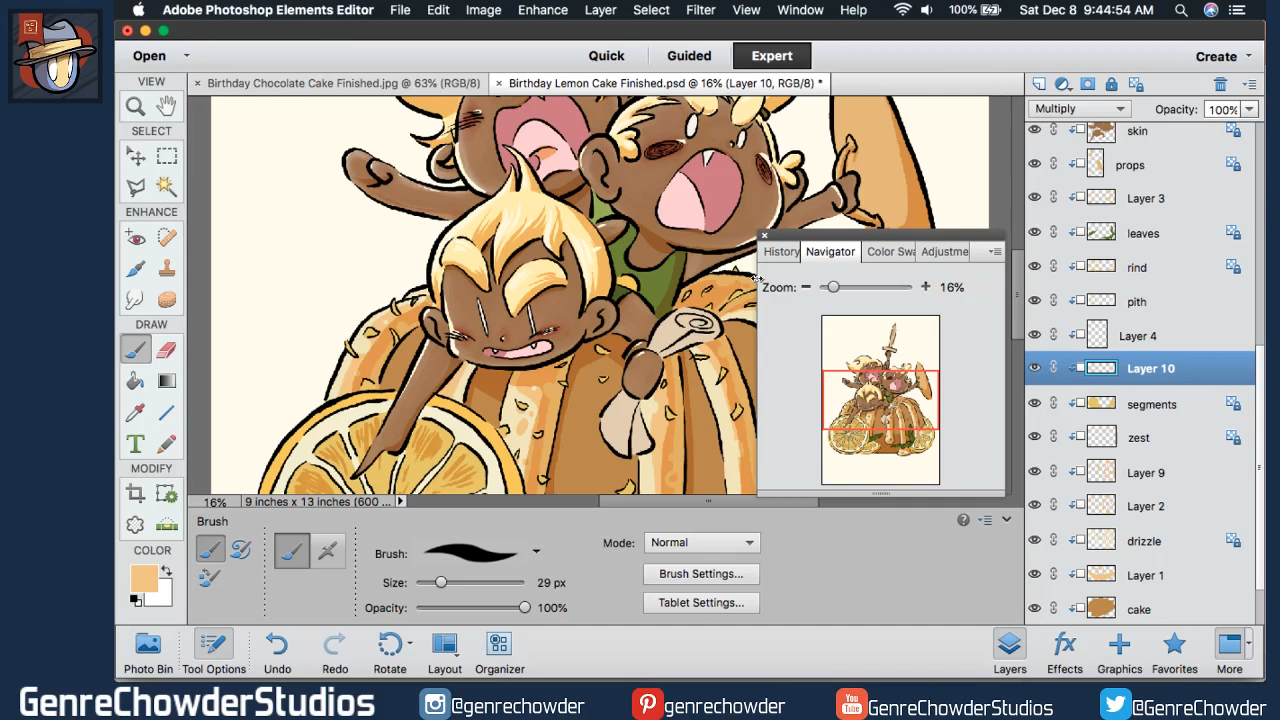 Adobe Photoshop Elements Editor File Edit Image Enhance Layer Select Filter View Window Help 100% Sat Dec 8 9:44:54 AM
Open Quick Guided Expert Create
VIEW
× Birthday Chocolate Cake Finished.jpg @ 63% (RGB/8) × Birthday Lemon Cake Finished.psd @ 16% (Layer 10, RGB/8) *
Multiply Opacity: 100%
SELECT
ENHANCE
DRAW
MODIFY
COLOR
skin
props
Layer 3
leaves
rind
pith
Layer 4
Layer 10
segments
zest
Layer 9
Layer 2
drizzle
Layer 1
cake
History Navigator Color Swa Adjustme
Zoom: 16%
16% 9 inches x 13 inches (600 ...
Brush
Brush:
Size: 29 px
Opacity: 100%
Mode: Normal
Brush Settings...
Tablet Settings...
Photo Bin Tool Options Undo Redo Rotate Layout Organizer Layers Effects Graphics Favorites More
GenreChowderStudios @genrechowder genrechowder GenreChowderStudios @GenreChowder